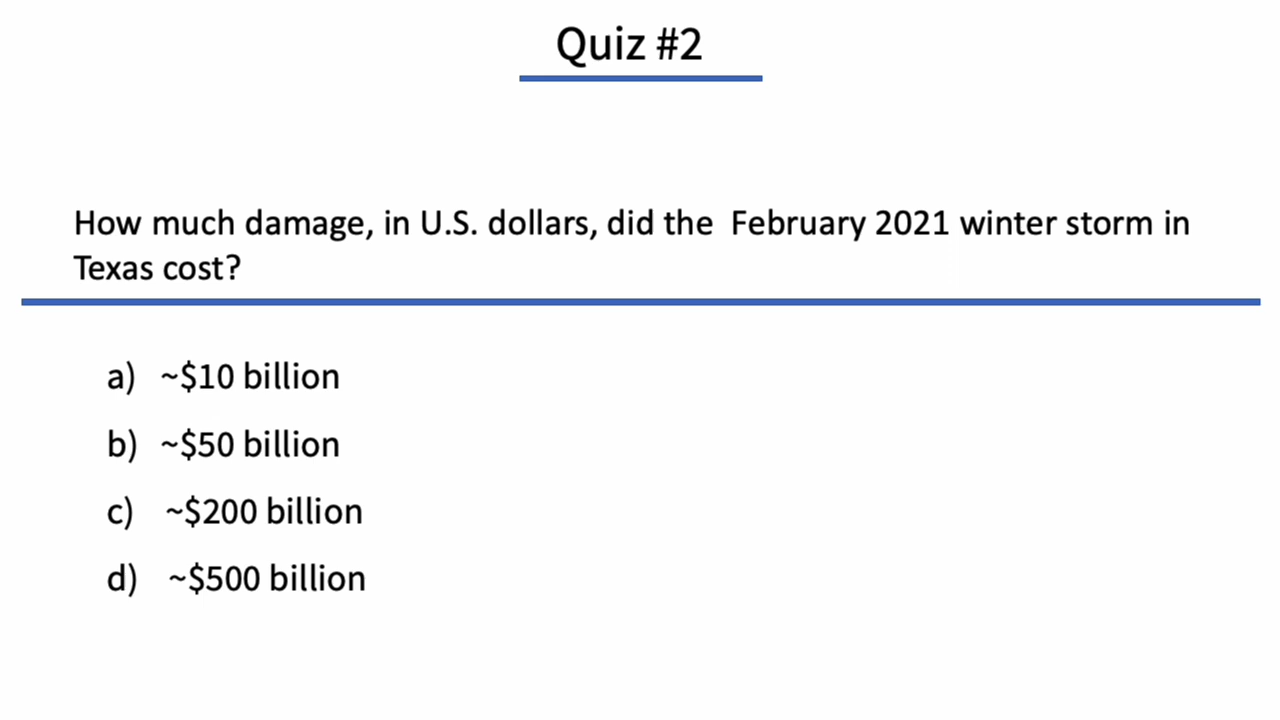 Quiz #2
How much damage, in U.S. dollars, did the  February 2021 winter storm in
Texas cost?
a) ~$10 billion
b) ~$50 billion
c) ~$200 billion
d) ~$500 billion